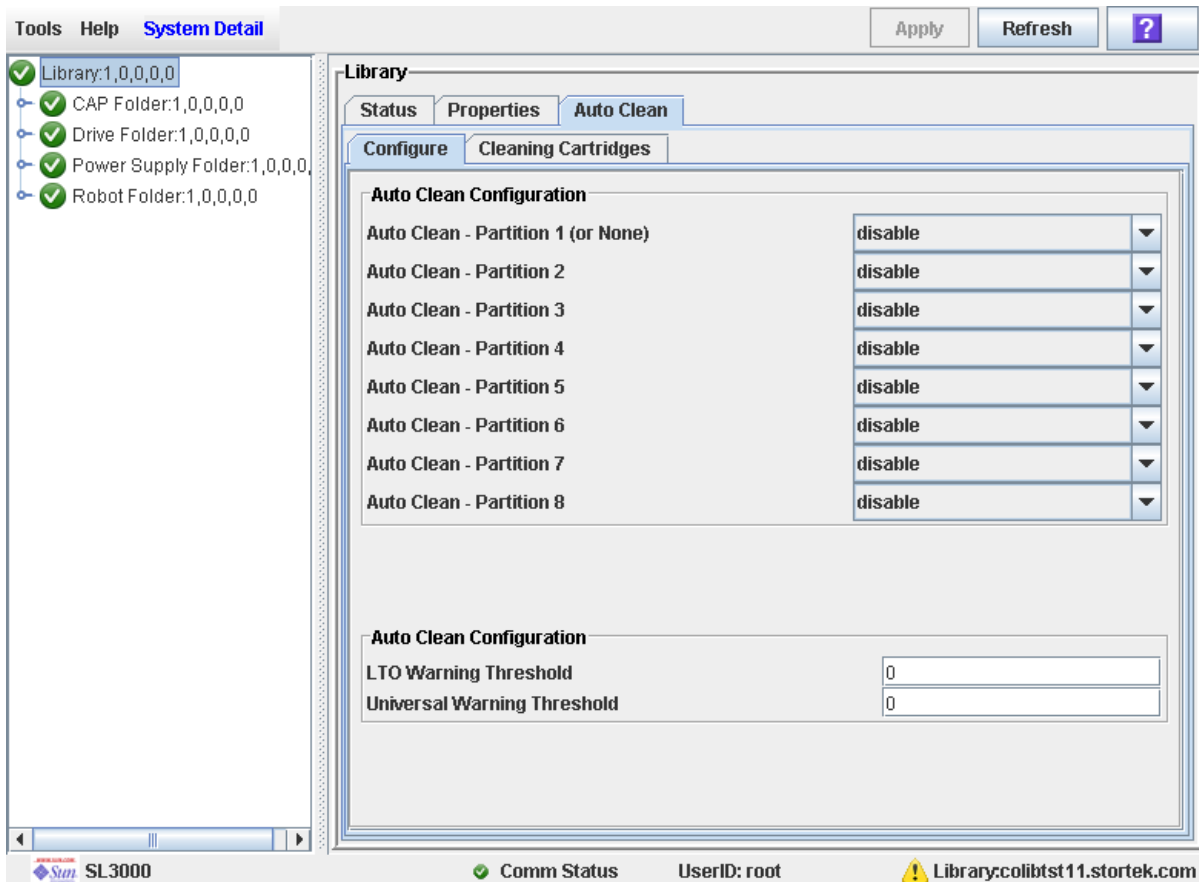 Tools Help System Detail Apply Refresh ?
Library:1,0,0,0,0
CAP Folder:1,0,0,0,0
Drive Folder:1,0,0,0,0
Power Supply Folder:1,0,0,0,
Robot Folder:1,0,0,0,0
Library
Status Properties Auto Clean
Configure Cleaning Cartridges
Auto Clean Configuration
Auto Clean - Partition 1 (or None) disable
Auto Clean - Partition 2 disable
Auto Clean - Partition 3 disable
Auto Clean - Partition 4 disable
Auto Clean - Partition 5 disable
Auto Clean - Partition 6 disable
Auto Clean - Partition 7 disable
Auto Clean - Partition 8 disable
Auto Clean Configuration
LTO Warning Threshold 0
Universal Warning Threshold 0
Sun SL3000 Comm Status UserID: root Library:colibtst11.stortek.com